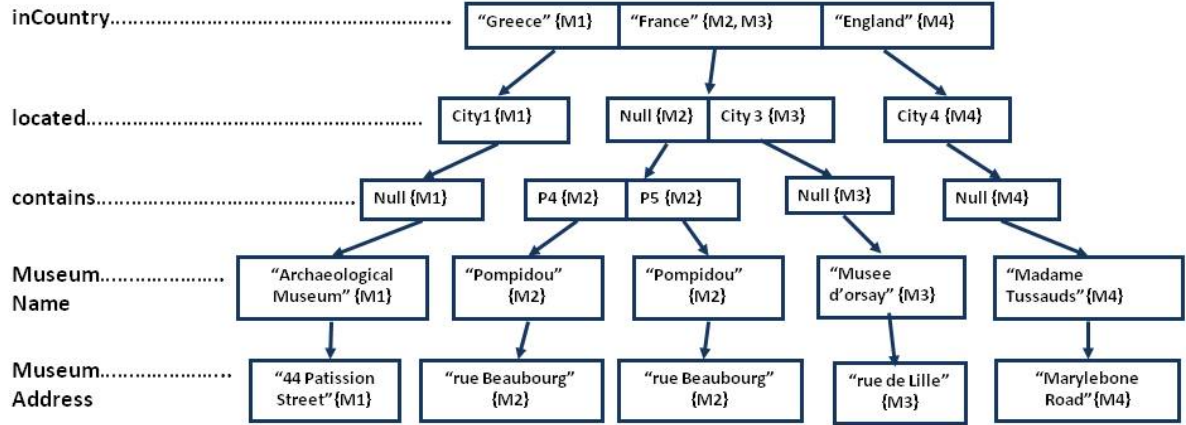 inCountry................................................... "Greece" {M1} "France" {M2, M3} "England" {M4}
located........................................................ City1 {M1} Null {M2} City 3 {M3} City 4 {M4}
contains........................................... Null {M1} P4 {M2} P5 {M2} Null {M3} Null {M4}
Museum.....................
Name
"Archaeological
Museum" {M1}
"Pompidou"
{M2}
"Pompidou"
{M2}
"Musee
d'orsay" {M3}
"Madame
Tussauds" {M4}
Museum......................
Address
"44 Patission
Street"{M1}
"rue Beaubourg"
{M2}
"rue Beaubourg"
{M2}
"rue de Lille"
{M3}
"Marylebone
Road"{M4}